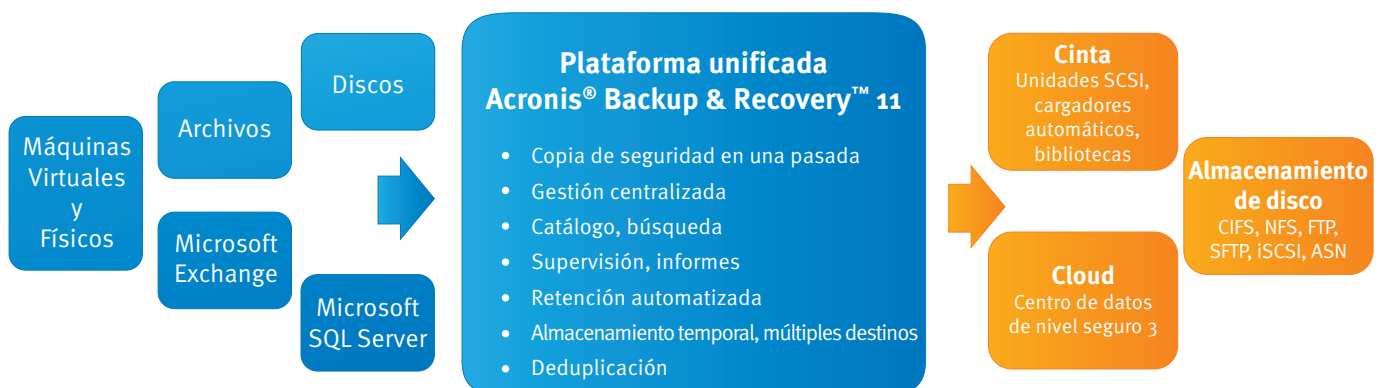 Máquinas
Virtuales
y
Físicos
Archivos
Microsoft
Exchange
Discos
Microsoft
SQL Server
Plataforma unificada
Acronis® Backup & Recovery™ 11
• Copia de seguridad en una pasada
• Gestión centralizada
• Catálogo, búsqueda
• Supervisión, informes
• Retención automatizada
• Almacenamiento temporal, múltiples destinos
• Deduplicación
Cinta
Unidades SCSI,
cargadores
automáticos,
bibliotecas
Cloud
Centro de datos
de nivel seguro 3
Almacenamiento
de disco
CIFS, NFS, FTP,
SFTP, iSCSI, ASN